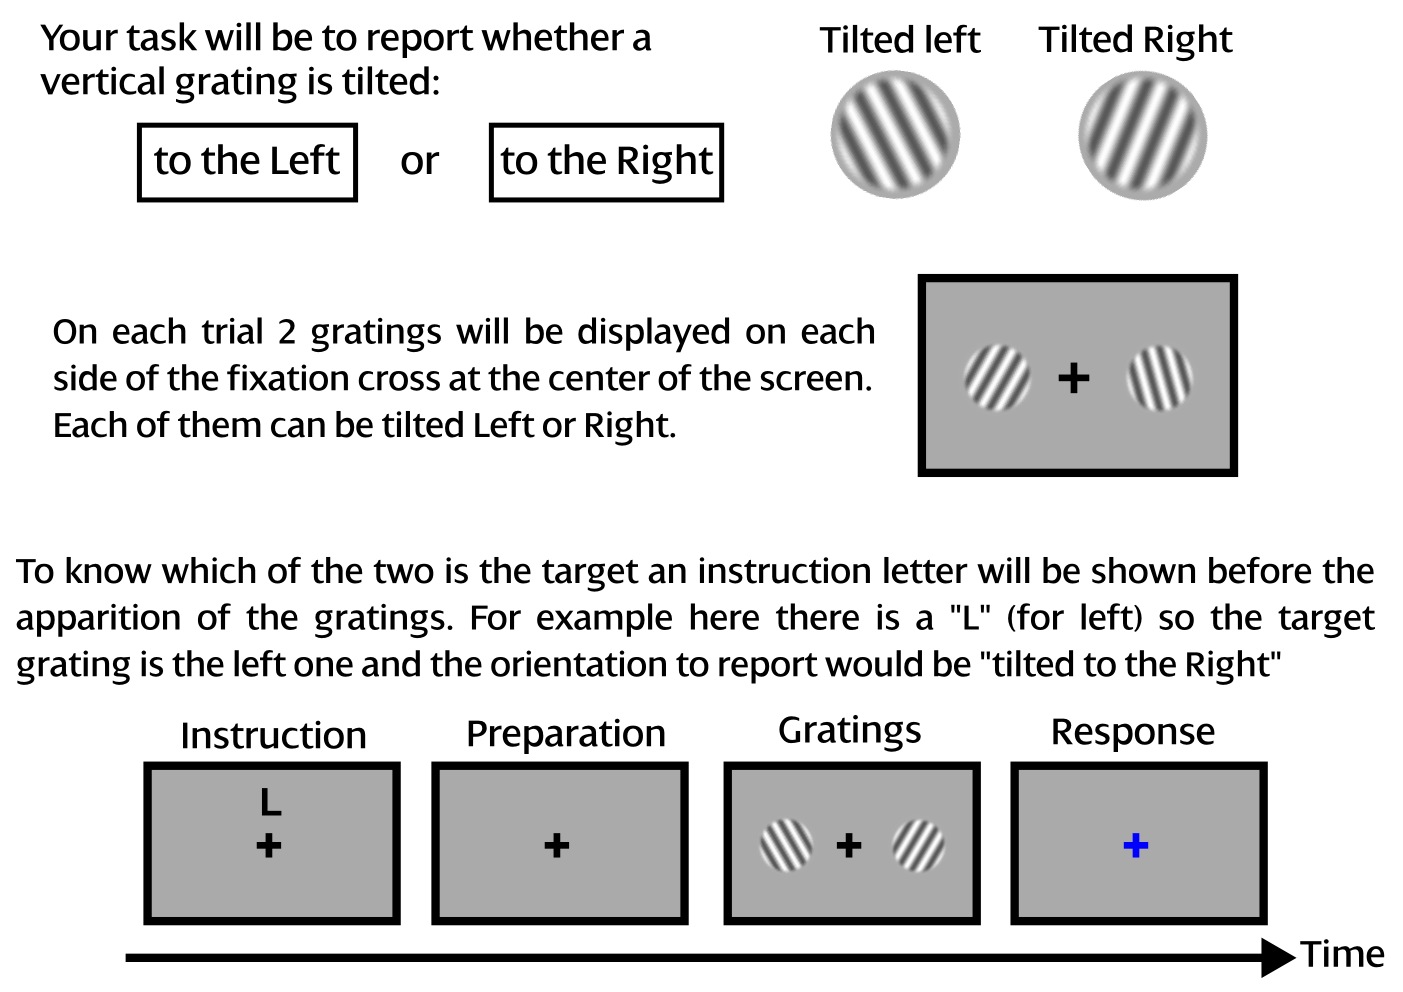 Your task will be to report whether a
vertical grating is tilted:
to the Left or to the Right
Tilted left Tilted Right
On each trial 2 gratings will be displayed on each
side of the fixation cross at the center of the screen.
Each of them can be tilted Left or Right.
To know which of the two is the target an instruction letter will be shown before the
apparition of the gratings. For example here there is a "L" (for left) so the target
grating is the left one and the orientation to report would be "tilted to the Right"
Instruction Preparation Gratings Response
L
Time